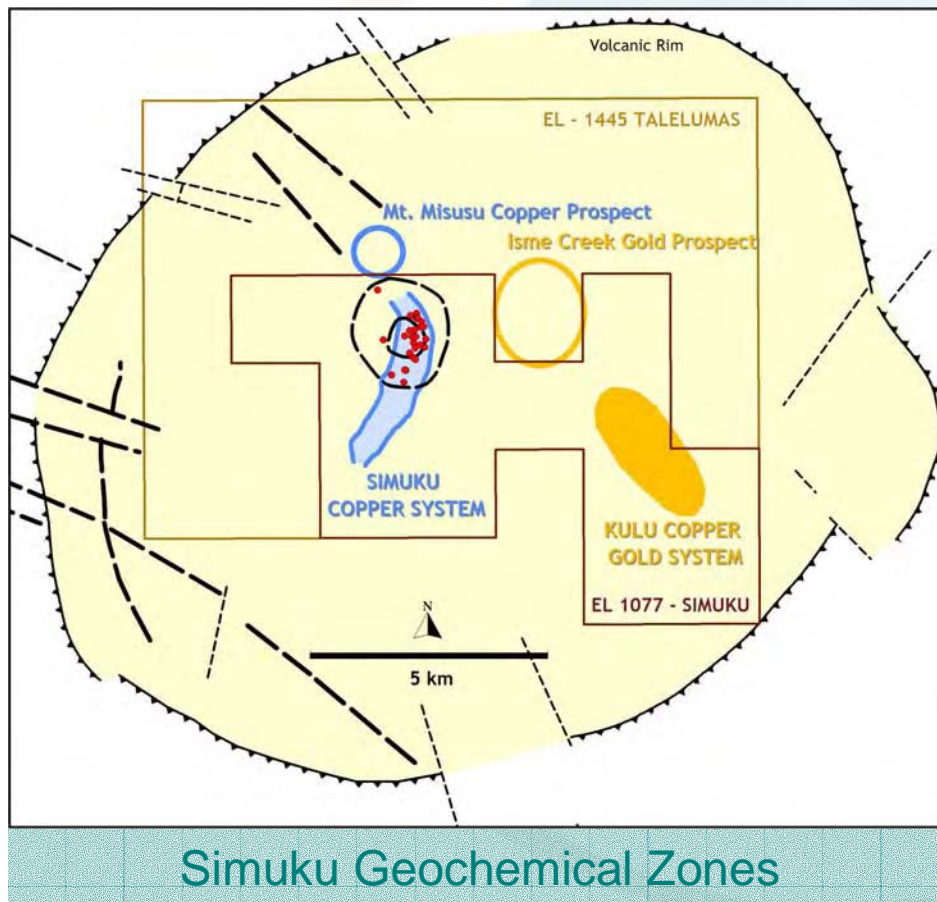 Volcanic Rim
EL - 1445 TALELUMAS
Mt. Misusu Copper Prospect
Isme Creek Gold Prospect
SIMUKU
COPPER SYSTEM
KULU COPPER
GOLD SYSTEM
EL 1077 - SIMUKU
N
5 km
Simuku Geochemical Zones